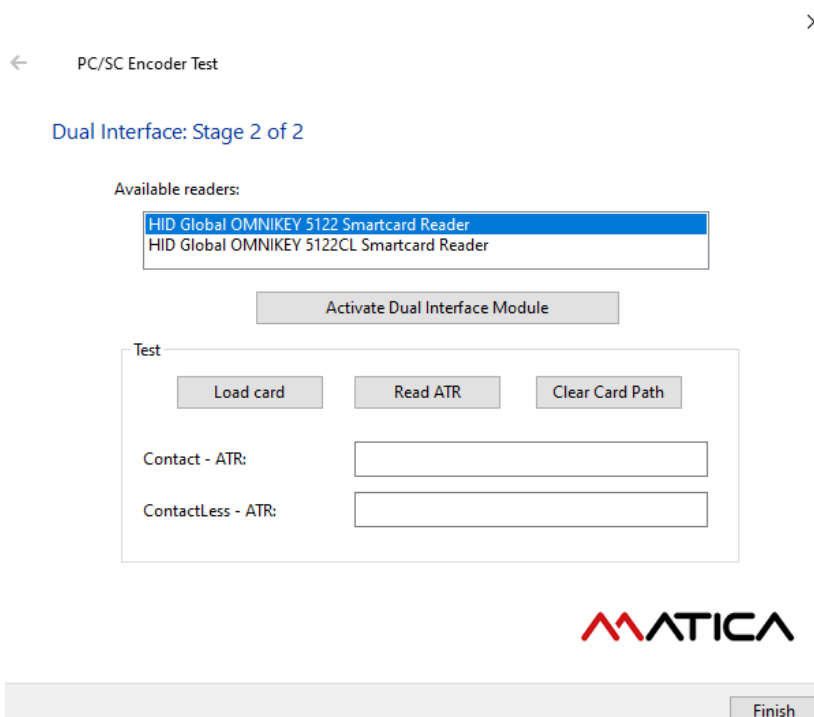 PC/SC Encoder Test
Dual Interface: Stage 2 of 2
Available readers:
HID Global OMNIKEY 5122 Smartcard Reader
HID Global OMNIKEY 5122CL Smartcard Reader
Activate Dual Interface Module
Test
Load card Read ATR Clear Card Path
Contact - ATR:
ContactLess - ATR:
MATICA
Finish